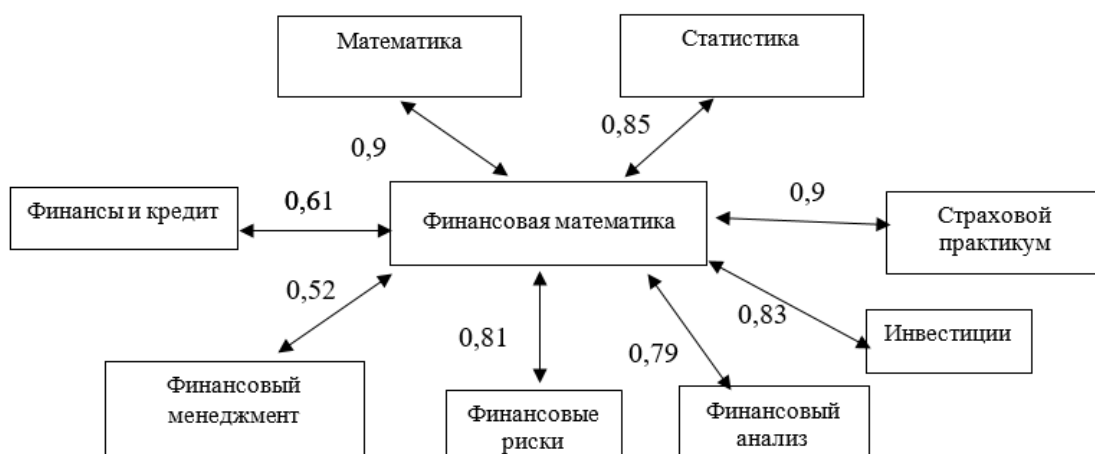 Математика
Статистика
0,9
0,85
Финансы и кредит
0,61
Финансовая математика
0,9
Страховой
практикум
0,52
0,81
0,79
0,83
Инвестиции
Финансовый
менеджмент
Финансовые
риски
Финансовый
анализ